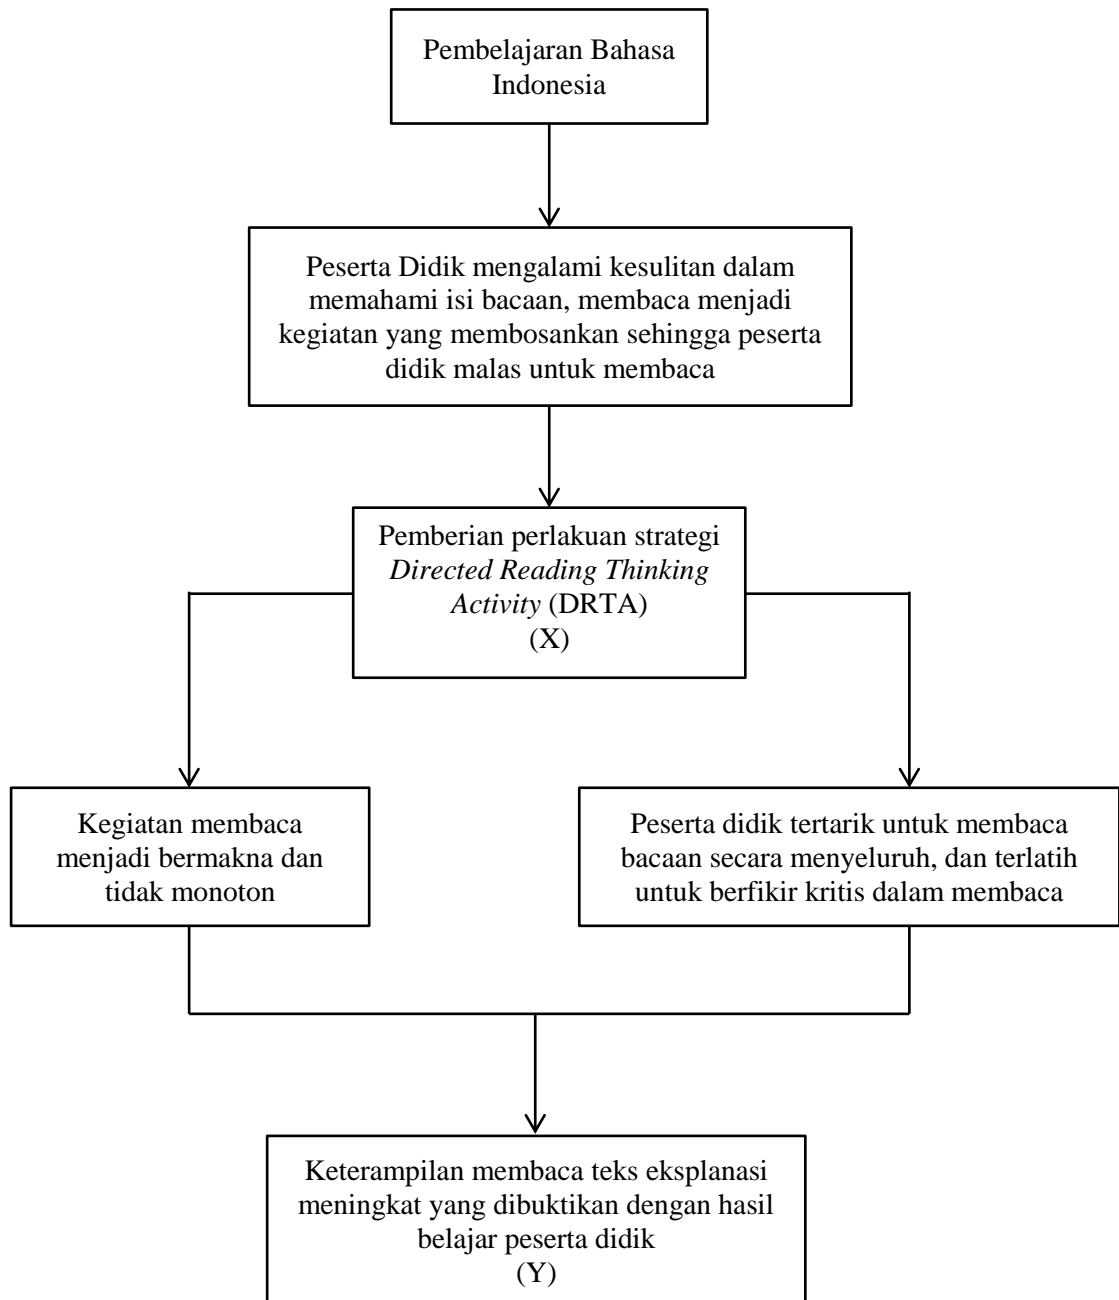 Pembelajaran Bahasa
Indonesia
Peserta Didik mengalami kesulitan dalam
memahami isi bacaan, membaca menjadi
kegiatan yang membosankan sehingga peserta
didik malas untuk membaca
Pemberian perlakuan strategi
Directed Reading Thinking
Activity (DRTA)
(X)
Kegiatan membaca
menjadi bermakna dan
tidak monoton
Peserta didik tertarik untuk membaca
bacaan secara menyeluruh, dan terlatih
untuk berfikir kritis dalam membaca
Keterampilan membaca teks eksplanasi
meningkat yang dibuktikan dengan hasil
belajar peserta didik
(Y)